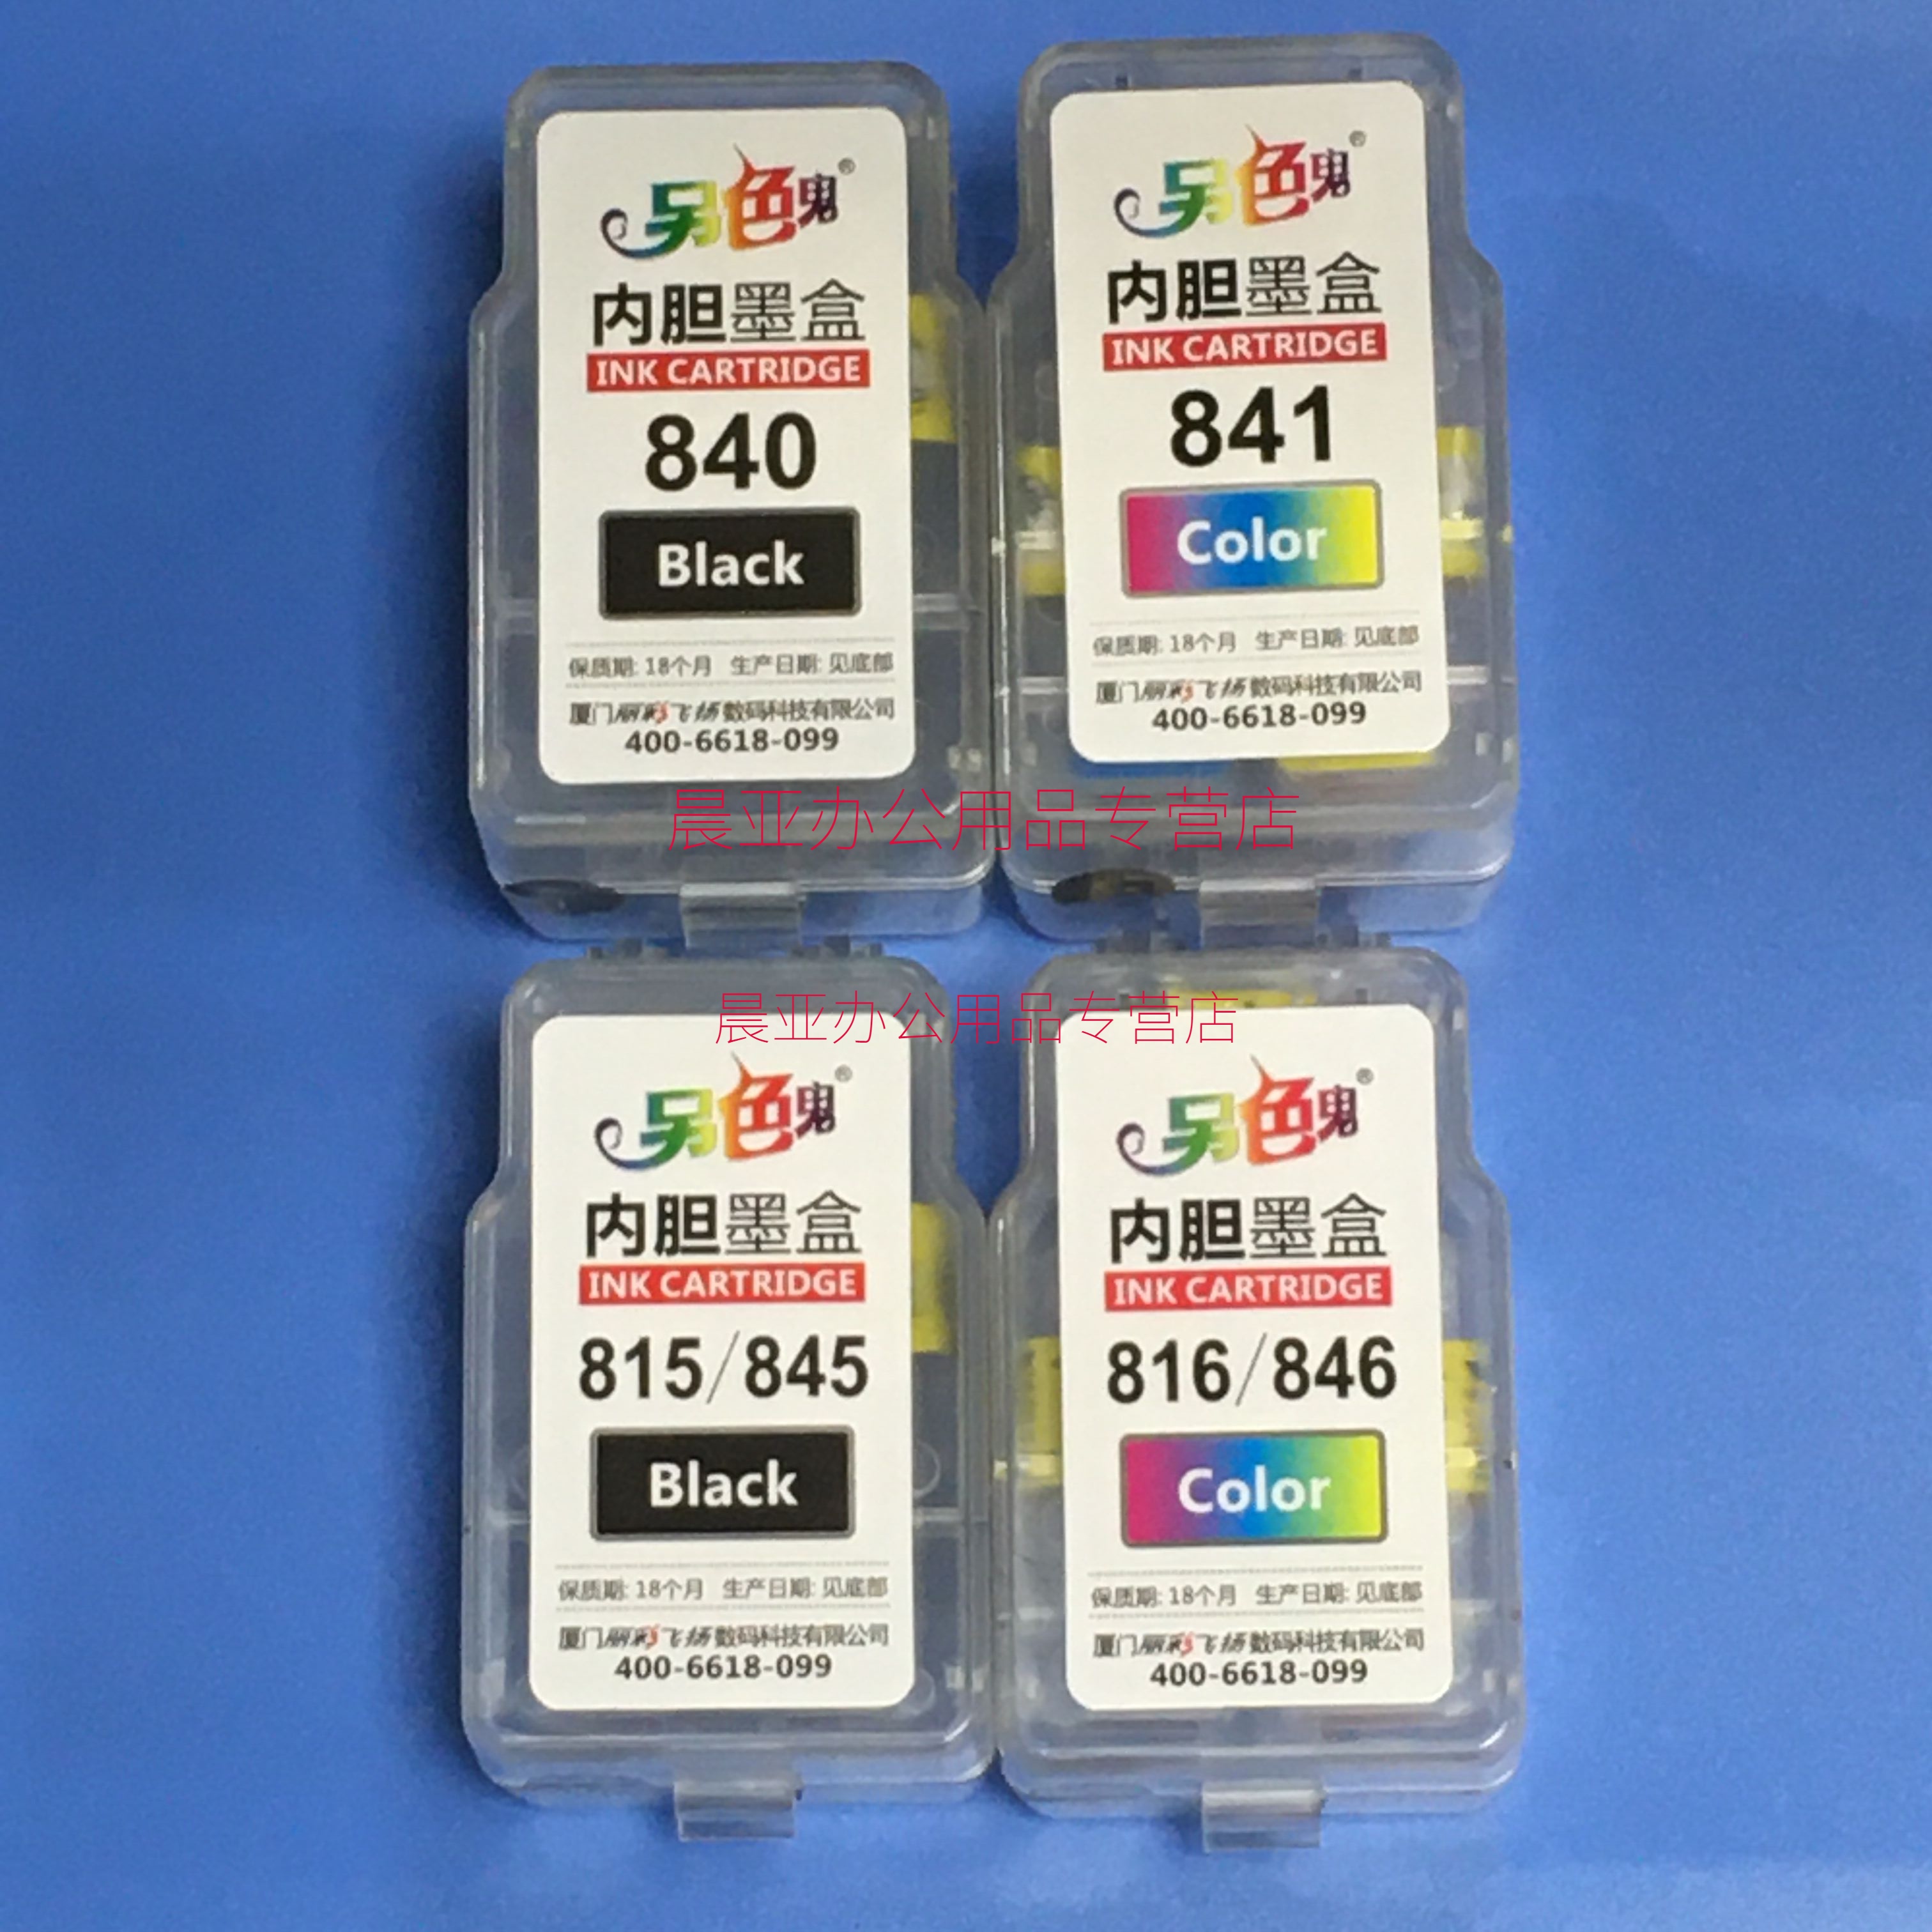 另色鬼®
内胆墨盒
INK CARTRIDGE
840
Black
保质期: 18个月 生产日期: 见底部
厦门丽彩飞扬數码科技有限公司
400-6618-099
另色鬼®
内胆墨盒
INK CARTRIDGE
841
Color
保质期: 18个月 生产日期: 见底部
厦门丽彩飞扬數码科技有限公司
400-6618-099
晨亚办公用品专营店
晨亚办公用品专营店
另色鬼®
内胆墨盒
INK CARTRIDGE
815/845
Black
保质期: 18个月 生产日期: 见底部
厦门丽彩飞扬數码科技有限公司
400-6618-099
另色鬼®
内胆墨盒
INK CARTRIDGE
816/846
Color
保质期: 18个月 生产日期: 见底部
厦门丽彩飞扬數码科技有限公司
400-6618-099